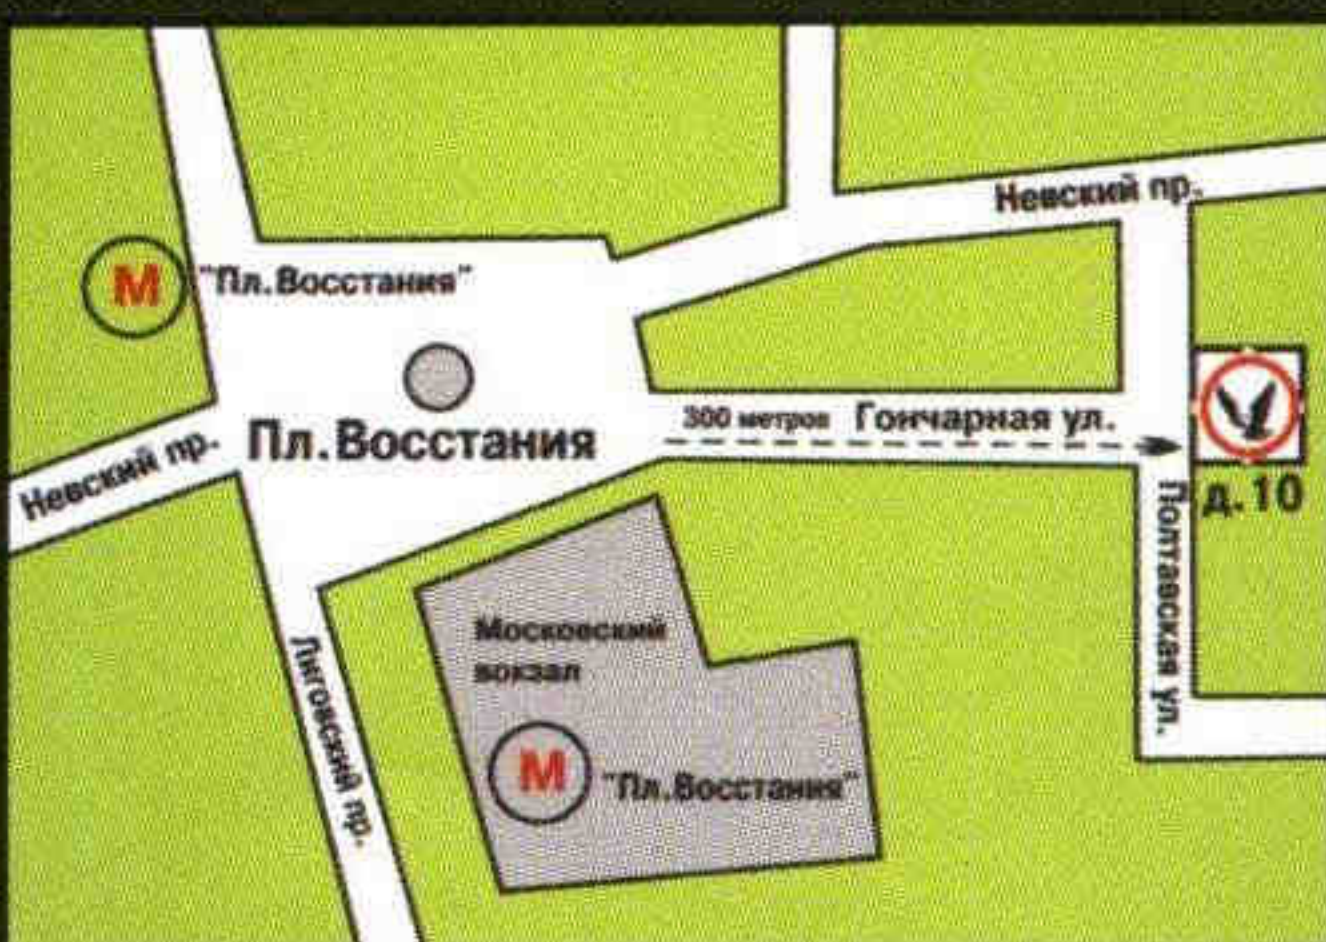 Невский пр.
М
"Пл.Восстания"
300 метров
Гончарная ул.
Пл.Восстания
Невский пр.
д.10
Полтавская ул.
Московский
вокзал
Лиговский пр.
М
"Пл.Восстания"